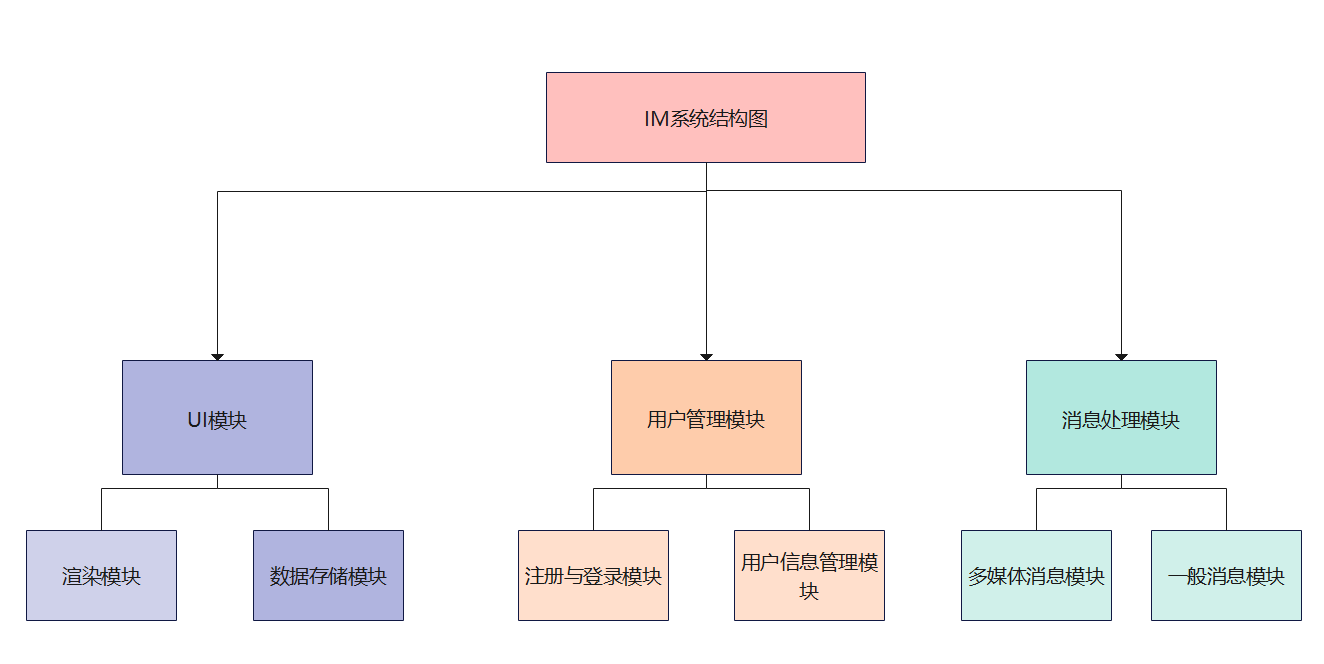 IM系统结构图
UI模块
用户管理模块
消息处理模块
渲染模块
数据存储模块
注册与登录模块
用户信息管理模
块
多媒体消息模块
一般消息模块